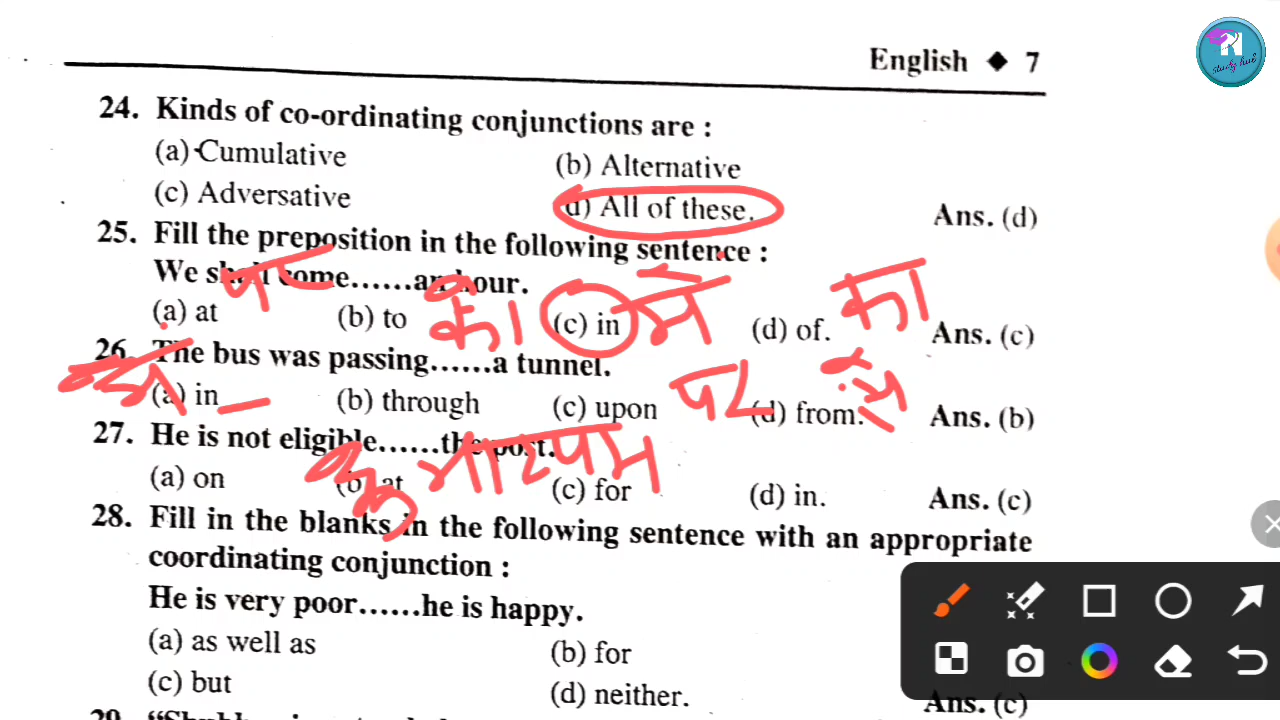 English ◆ 7
study hub
24. Kinds of co-ordinating conjunctions are :
(a) Cumulative (b) Alternative
(c) Adversative (d) All of these. Ans. (d)
25. Fill the preposition in the following sentence :
We shall come......an hour.
पर को में का
(a) at (b) to (c) in (d) of. Ans. (c)
26. The bus was passing......a tunnel.
पर से
(a) in (b) through (c) upon (d) from. Ans. (b)
27. He is not eligible......the post.
(a) on (b) at (c) for (d) in. Ans. (c)
28. Fill in the blanks in the following sentence with an appropriate
coordinating conjunction :
He is very poor......he is happy.
(a) as well as (b) for
(c) but (d) neither. Ans. (c)